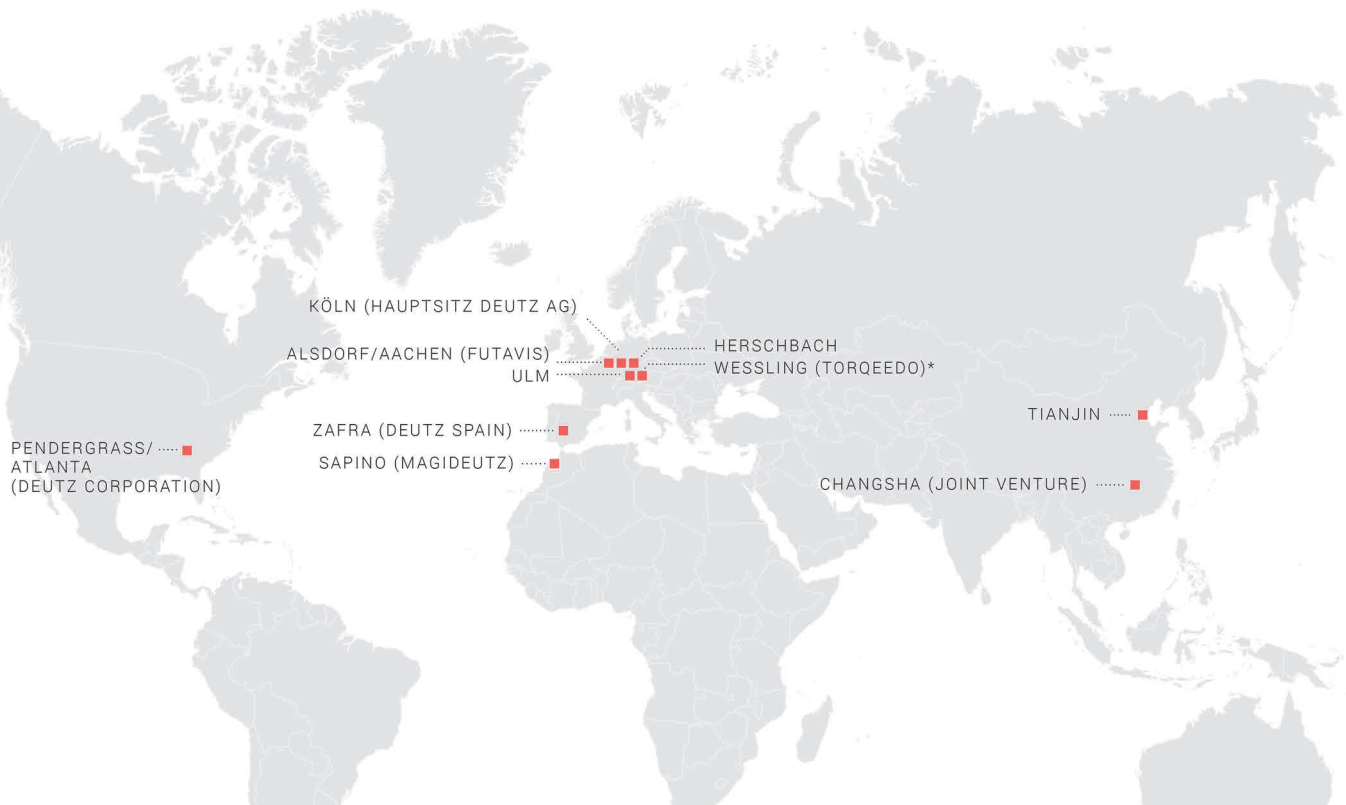 KÖLN (HAUPTSITZ DEUTZ AG)
ALSDORF/AACHEN (FUTAVIS)
ULM
HERSCHBACH
WESSLING (TORQEEDO)*
ZAFRA (DEUTZ SPAIN)
SAPINO (MAGIDEUTZ)
PENDERGRASS/
ATLANTA
(DEUTZ CORPORATION)
TIANJIN
CHANGSHA (JOINT VENTURE)